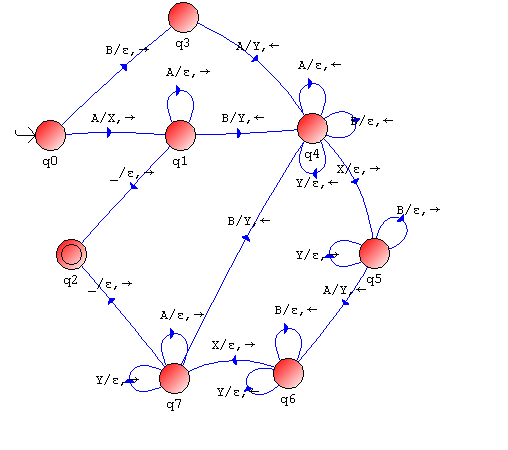 q3
B/ε,→
A/Y,←
A/ε,→
A/ε,←
A/X,→
B/Y,←
B/ε,←
q0
q1
q4
_/ε,→
Y/ε,←
X/ε,→
B/ε,→
B/Y,←
Y/ε,→
q2
q5
_/ε,→
A/Y,←
A/ε,→
B/ε,←
X/ε,→
Y/ε,→
Y/ε,←
q7
q6